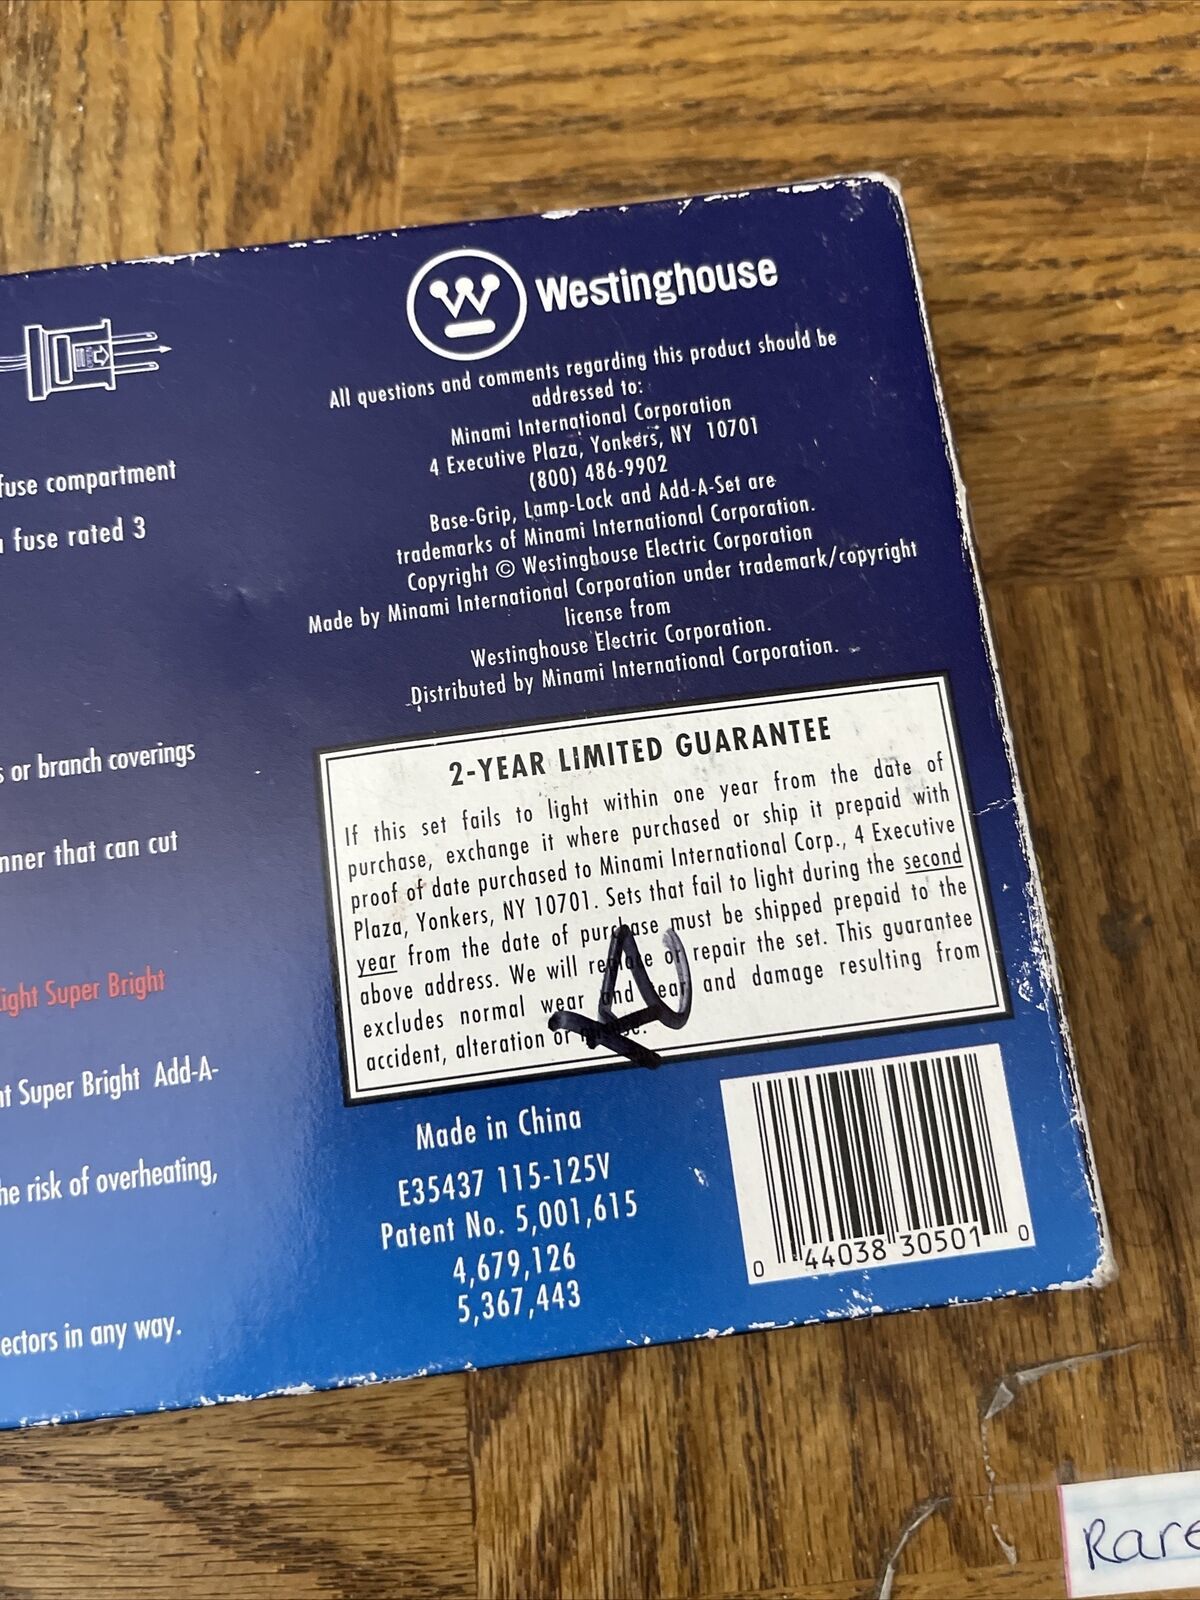 Westinghouse
All questions and comments regarding this product should be
addressed to:
Minami International Corporation
4 Executive Plaza, Yonkers, NY 10701
(800) 486-9902
Base-Grip, Lamp-Lock and Add-A-Set are
trademarks of Minami International Corporation.
Copyright © Westinghouse Electric Corporation
Made by Minami International Corporation under trademark/copyright
license from
Westinghouse Electric Corporation.
Distributed by Minami International Corporation.
fuse compartment
fuse rated 3
or branch coverings
that can cut
Super Bright
Super Bright Add-A-
risk of overheating,
in any way.
2-YEAR LIMITED GUARANTEE
If this set fails to light within one year from the date of
purchase, exchange it where purchased or ship it prepaid with
proof of date purchased to Minami International Corp., 4 Executive
Plaza, Yonkers, NY 10701. Sets that fail to light during the second
year from the date of purchase must be shipped prepaid to the
above address. We will replace or repair the set. This guarantee
excludes normal wear and tear and damage resulting from
accident, alteration or
Made in China
E35437 115-125V
Patent No. 5,001,615
4,679,126
5,367,443
0 44038 30501 0
Rare